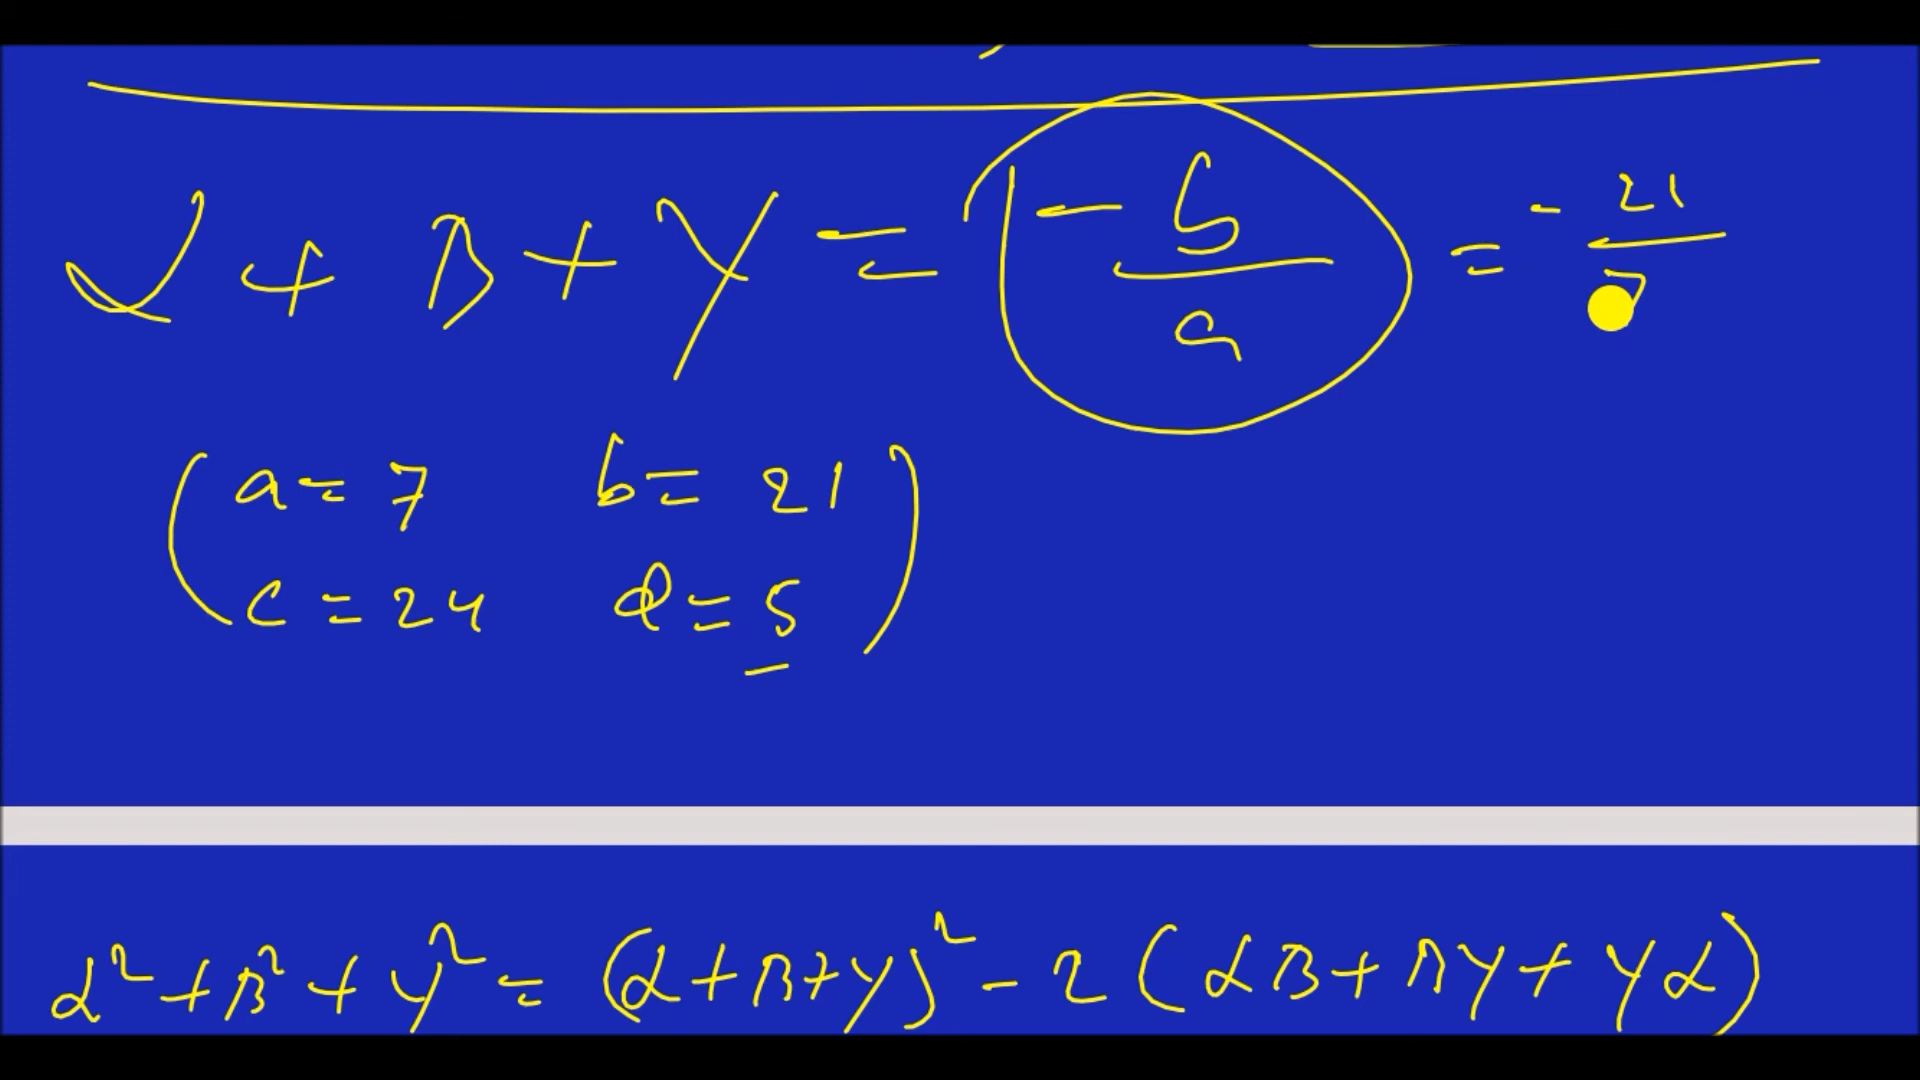 α + β + γ = - b/a = - 21/7
(a = 7 b = 21
c = 24 d = 5)
α² + β² + γ² = (α + β + γ)² - 2 (αβ + βγ + γα)